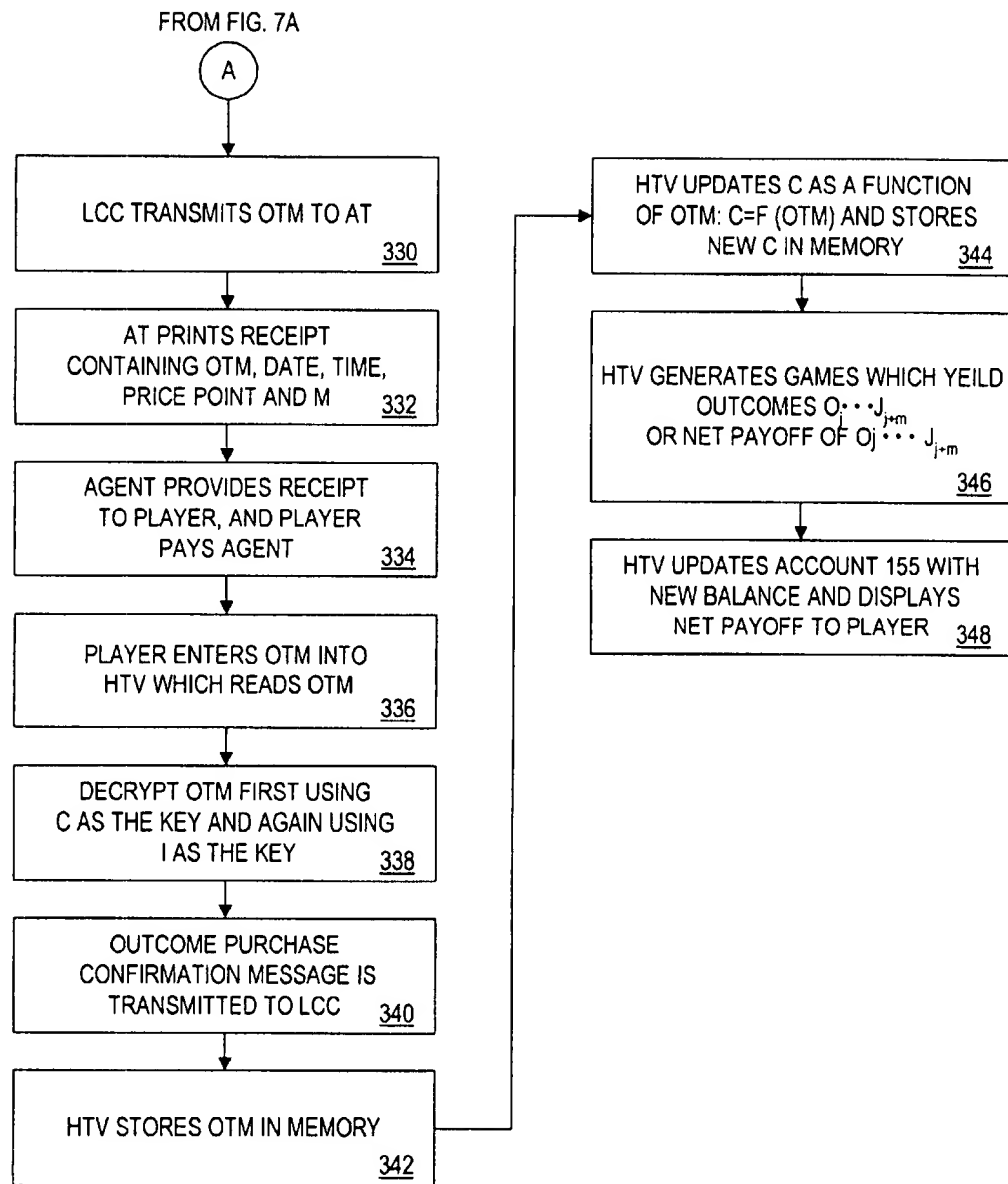 FROM FIG. 7A
A
LCC TRANSMITS OTM TO AT
330
AT PRINTS RECEIPT
CONTAINING OTM, DATE, TIME,
PRICE POINT AND M
332
AGENT PROVIDES RECEIPT
TO PLAYER, AND PLAYER
PAYS AGENT
334
PLAYER ENTERS OTM INTO
HTV WHICH READS OTM
336
DECRYPT OTM FIRST USING
C AS THE KEY AND AGAIN USING
I AS THE KEY
338
OUTCOME PURCHASE
CONFIRMATION MESSAGE IS
TRANSMITTED TO LCC
340
HTV STORES OTM IN MEMORY
342
HTV UPDATES C AS A FUNCTION
OF OTM: C=F (OTM) AND STORES
NEW C IN MEMORY
344
HTV GENERATES GAMES WHICH YEILD
OUTCOMES Oj···Jj+m
OR NET PAYOFF OF Oj ··· Jj+m
346
HTV UPDATES ACCOUNT 155 WITH
NEW BALANCE AND DISPLAYS
NET PAYOFF TO PLAYER
348